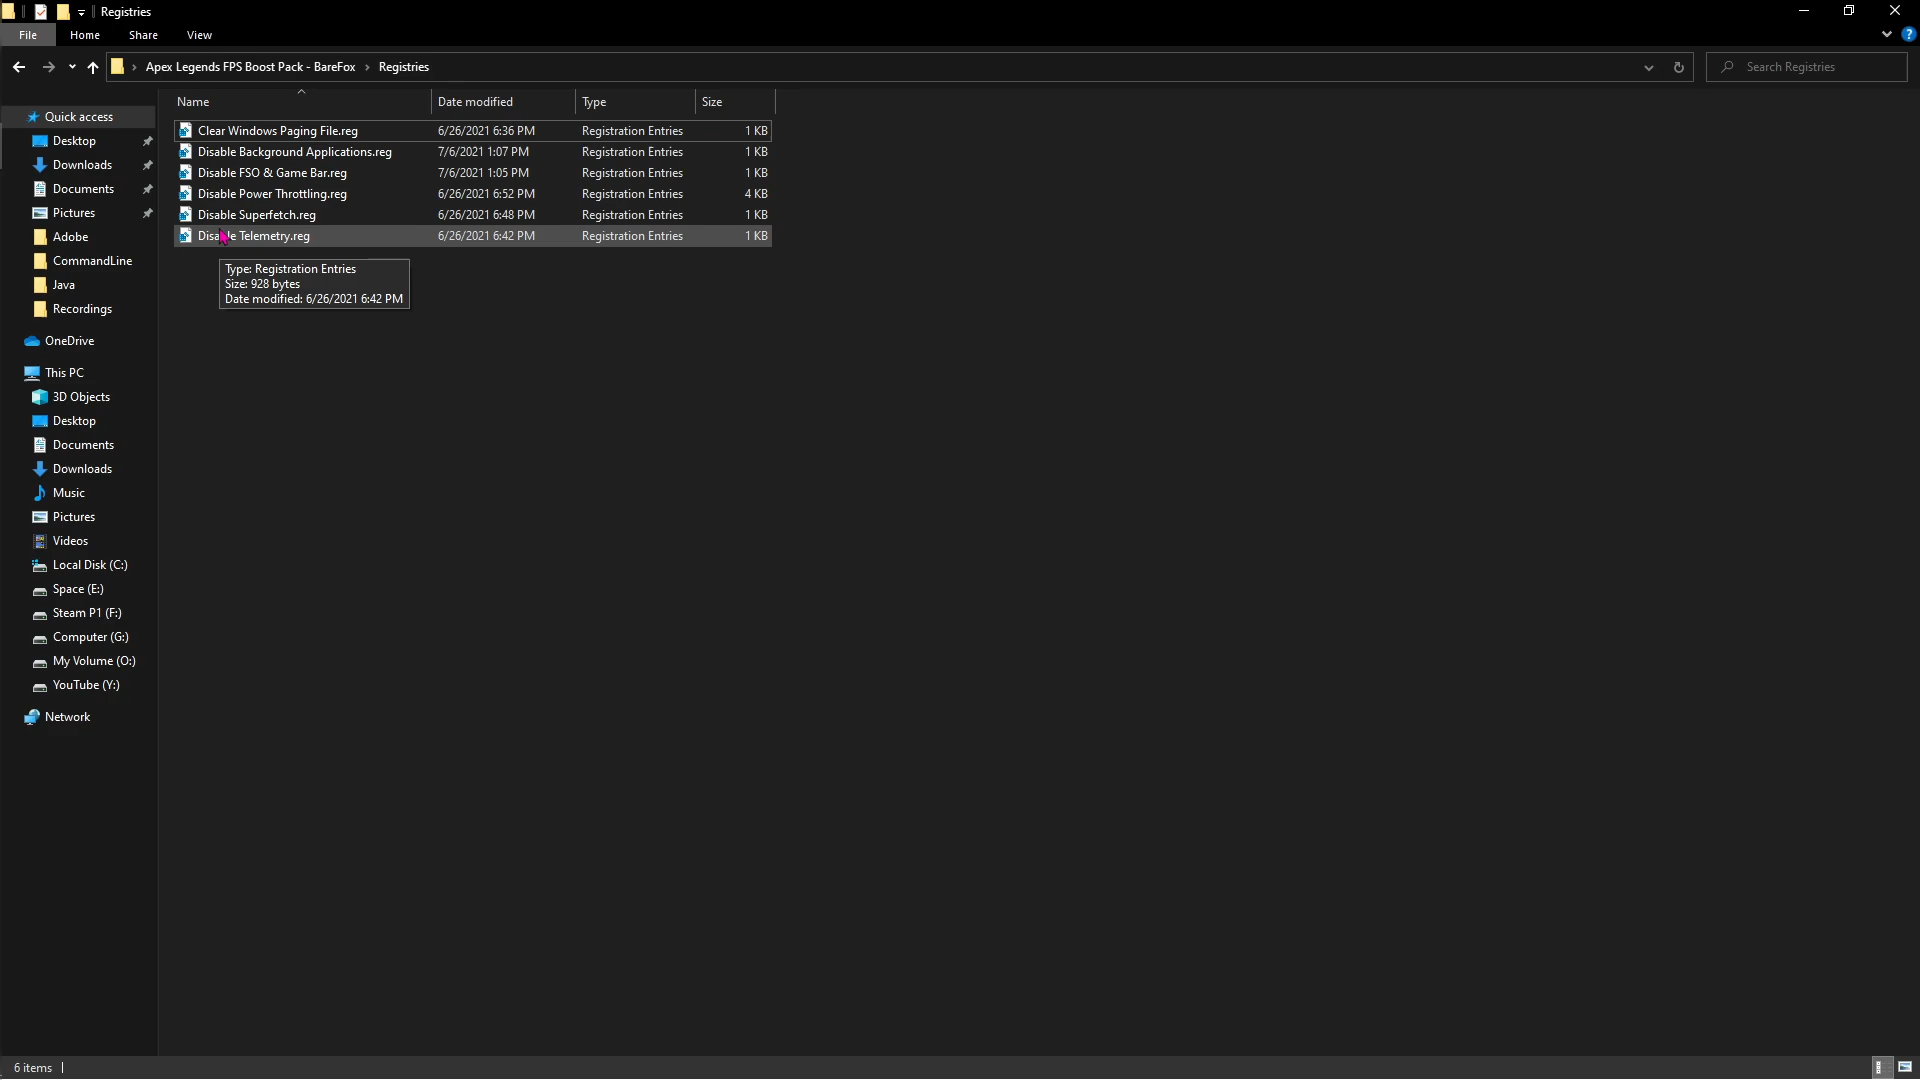 Registries
File Home Share View
Apex Legends FPS Boost Pack - BareFox > Registries
Search Registries
Name Date modified Type Size
Clear Windows Paging File.reg 6/26/2021 6:36 PM Registration Entries 1 KB
Disable Background Applications.reg 7/6/2021 1:07 PM Registration Entries 1 KB
Disable FSO & Game Bar.reg 7/6/2021 1:05 PM Registration Entries 1 KB
Disable Power Throttling.reg 6/26/2021 6:52 PM Registration Entries 4 KB
Disable Superfetch.reg 6/26/2021 6:48 PM Registration Entries 1 KB
Disable Telemetry.reg 6/26/2021 6:42 PM Registration Entries 1 KB
Type: Registration Entries
Size: 928 bytes
Date modified: 6/26/2021 6:42 PM
Quick access
Desktop
Downloads
Documents
Pictures
Adobe
CommandLine
Java
Recordings
OneDrive
This PC
3D Objects
Desktop
Documents
Downloads
Music
Pictures
Videos
Local Disk (C:)
Space (E:)
Steam P1 (F:)
Computer (G:)
My Volume (O:)
YouTube (Y:)
Network
6 items